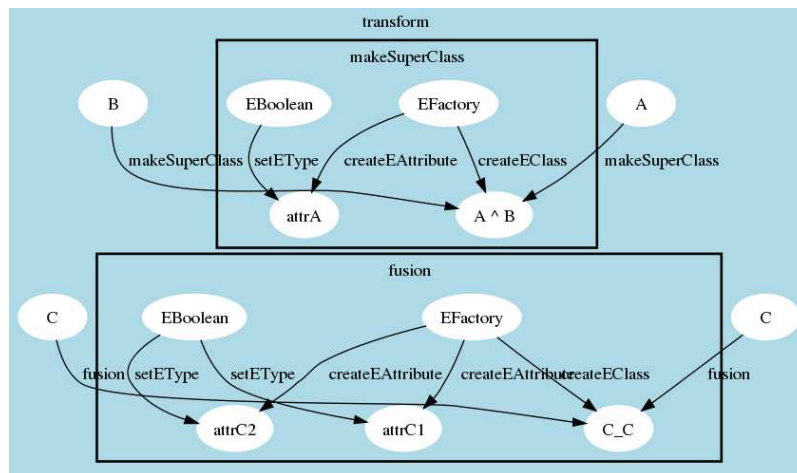 transform
makeSuperClass
B EBoolean EFactory A
makeSuperClass setEType createEAttribute createEClass makeSuperClass
attrA A ^ B
fusion
C EBoolean EFactory C
fusion setEType setEType createEAttribute createEAttribute createEClass fusion
attrC2 attrC1 C_C